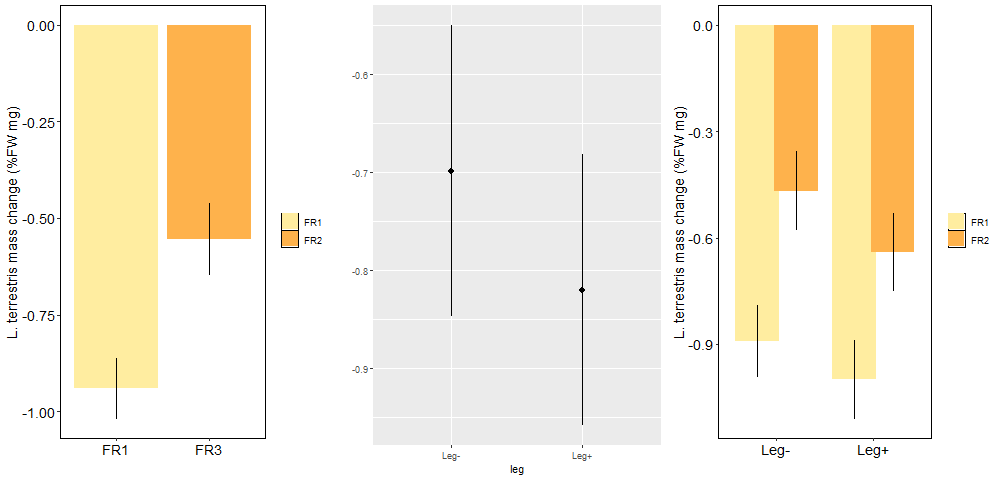 L. terrestris mass change (%FW mg)
0.00
-0.25
-0.50
-0.75
-1.00
FR1
FR3
FR1
FR2
-0.6
-0.7
-0.8
-0.9
Leg-
Leg+
leg
L. terrestris mass change (%FW mg)
0.0
-0.3
-0.6
-0.9
Leg-
Leg+
FR1
FR2